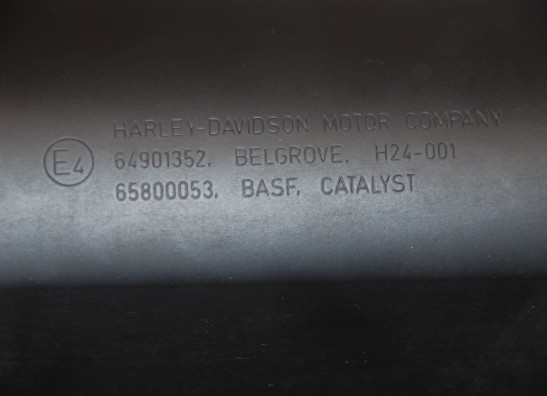 HARLEY-DAVIDSON MOTOR COMPANY
E4 64901352, BELGROVE, H24-001
65800053, BASF, CATALYST